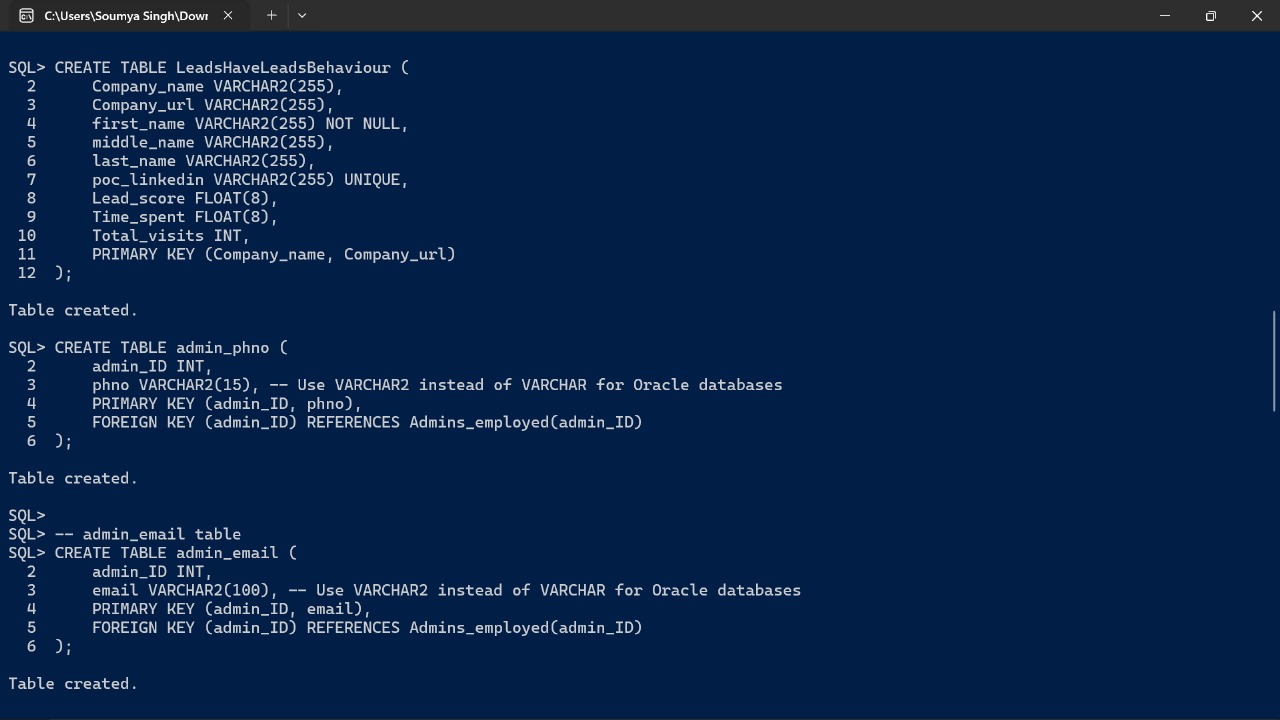 C:\Users\Soumya Singh\Dowr
SQL> CREATE TABLE LeadsHaveLeadsBehaviour (
  2      Company_name VARCHAR2(255),
  3      Company_url VARCHAR2(255),
  4      first_name VARCHAR2(255) NOT NULL,
  5      middle_name VARCHAR2(255),
  6      last_name VARCHAR2(255),
  7      poc_linkedin VARCHAR2(255) UNIQUE,
  8      Lead_score FLOAT(8),
  9      Time_spent FLOAT(8),
 10      Total_visits INT,
 11      PRIMARY KEY (Company_name, Company_url)
 12  );
Table created.
SQL> CREATE TABLE admin_phno (
  2      admin_ID INT,
  3      phno VARCHAR2(15), -- Use VARCHAR2 instead of VARCHAR for Oracle databases
  4      PRIMARY KEY (admin_ID, phno),
  5      FOREIGN KEY (admin_ID) REFERENCES Admins_employed(admin_ID)
  6  );
Table created.
SQL>
SQL> -- admin_email table
SQL> CREATE TABLE admin_email (
  2      admin_ID INT,
  3      email VARCHAR2(100), -- Use VARCHAR2 instead of VARCHAR for Oracle databases
  4      PRIMARY KEY (admin_ID, email),
  5      FOREIGN KEY (admin_ID) REFERENCES Admins_employed(admin_ID)
  6  );
Table created.